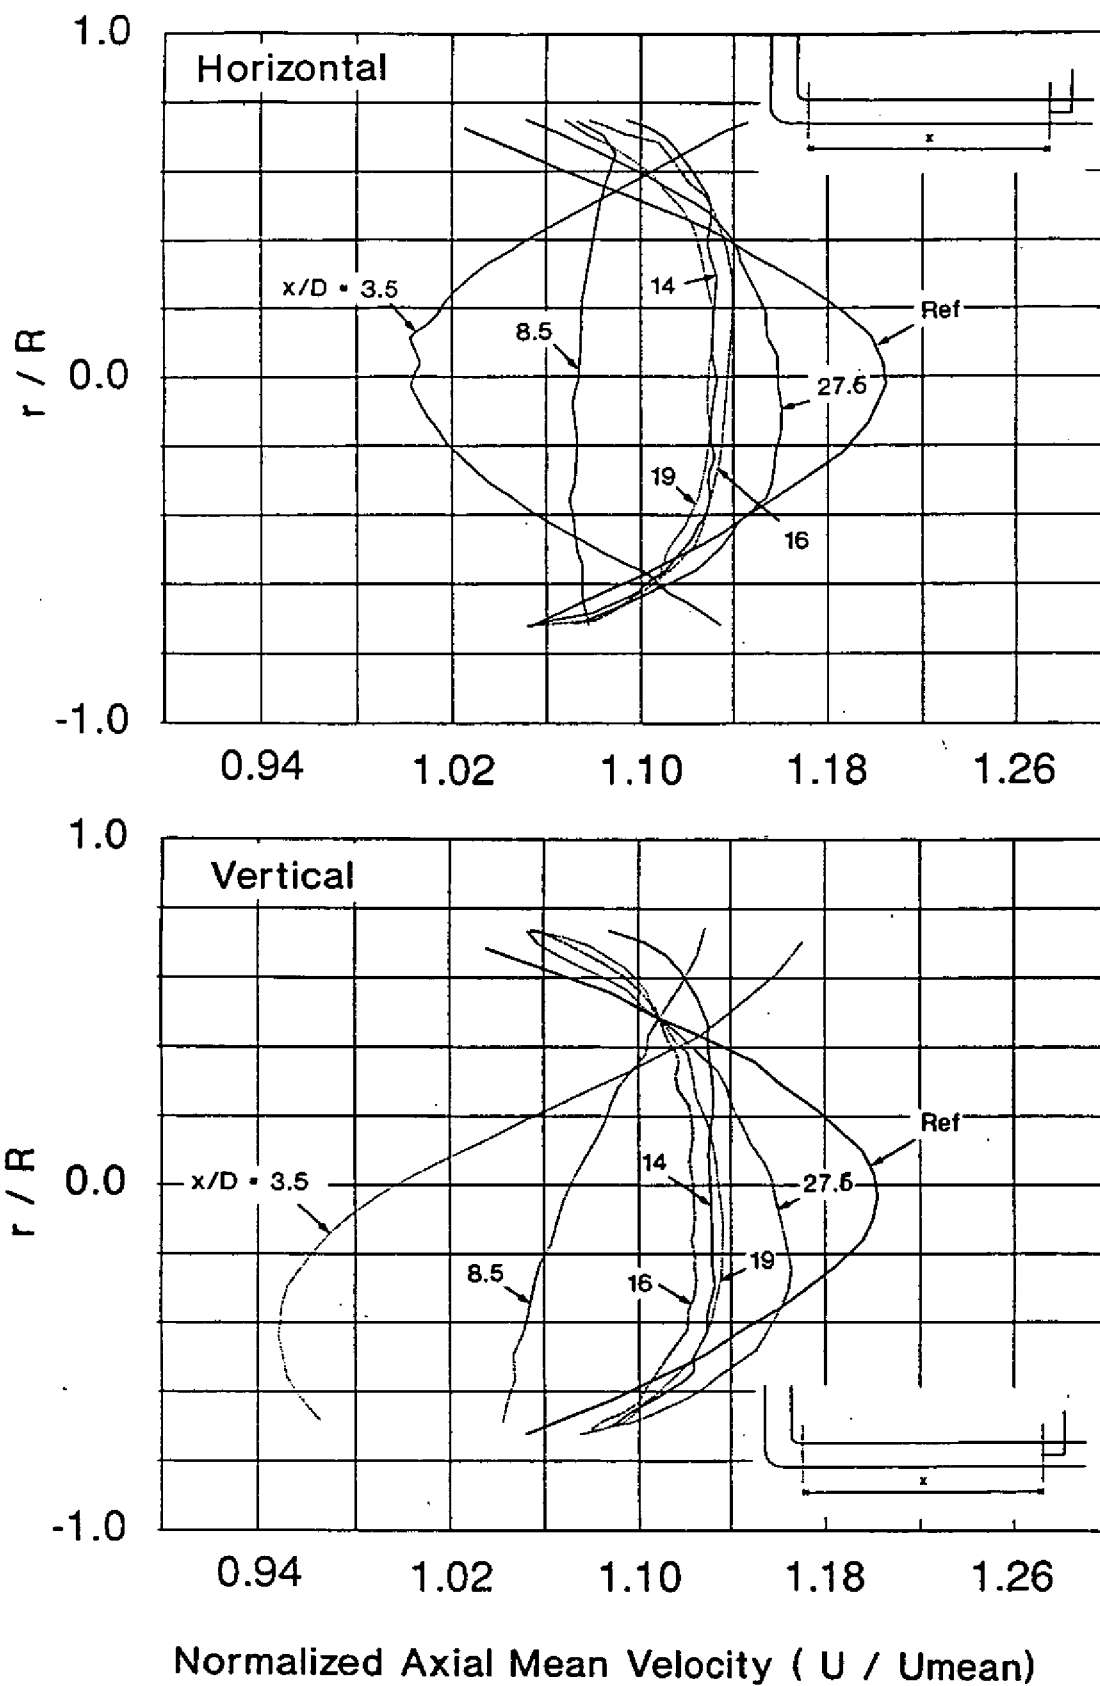 1.0
Horizontal
x
x/D = 3.5
14
Ref
8.5
r / R
0.0
27.5
19
16
-1.0
0.94 1.02 1.10 1.18 1.26
1.0
Vertical
Ref
14
r / R
0.0
x/D = 3.5
27.5
8.5
16
19
x
-1.0
0.94 1.02 1.10 1.18 1.26
Normalized Axial Mean Velocity ( U / Umean)